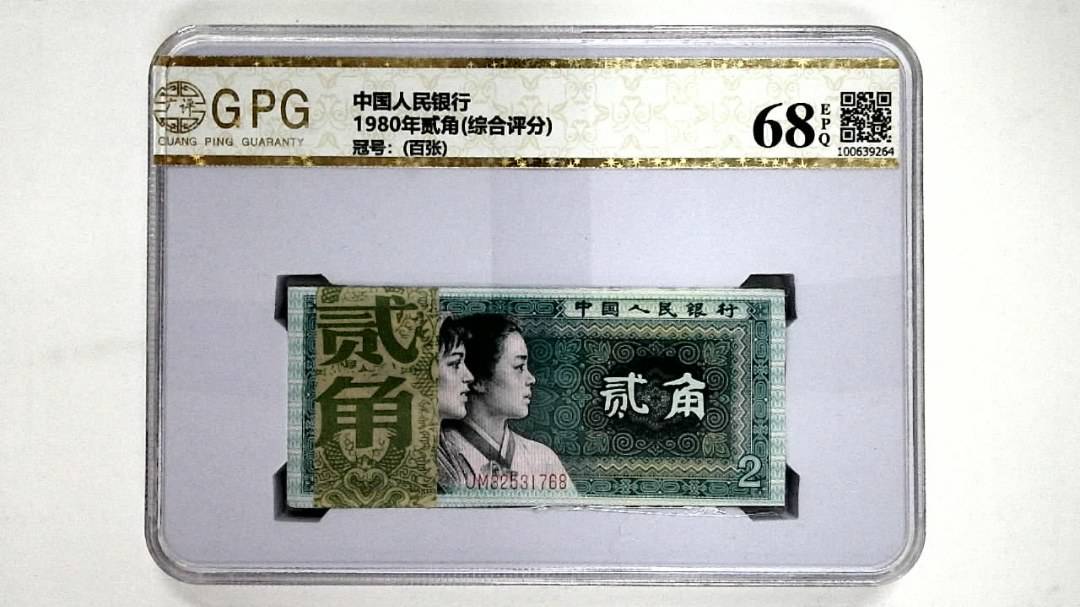 广评
GPG
GUANG PING GUARANTY
中国人民银行
1980年贰角(综合评分)
冠号：(百张)
68
EPQ
100639264
贰角
中国人民银行
贰角
2
UM82531768